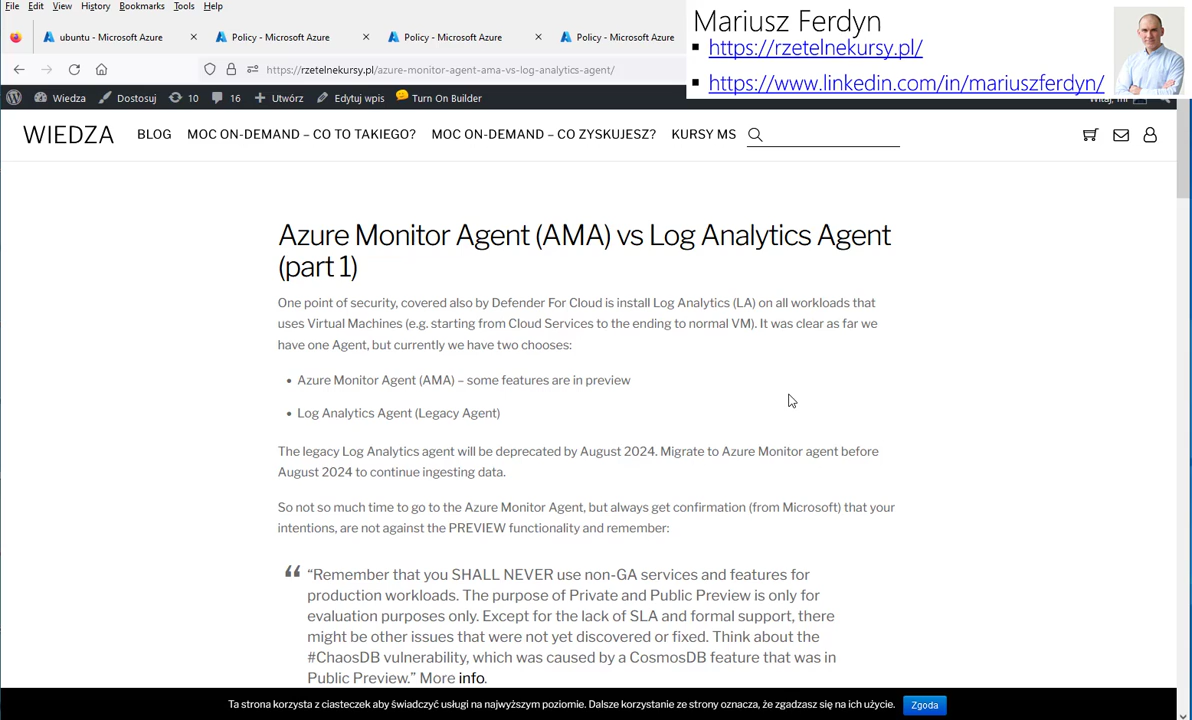 File Edit View History Bookmarks Tools Help
Mariusz Ferdyn
https://rzetelnekursy.pl/
https://www.linkedin.com/in/mariuszferdyn/
ubuntu - Microsoft Azure
Policy - Microsoft Azure
Policy - Microsoft Azure
Policy - Microsoft Azure
https://rzetelnekursy.pl/azure-monitor-agent-ama-vs-log-analytics-agent/
Wiedza Dostosuj 10 16 Utwórz Edytuj wpis Turn On Builder
WIEDZA BLOG MOC ON-DEMAND – CO TO TAKIEGO? MOC ON-DEMAND – CO ZYSKUJESZ? KURSY MS
Azure Monitor Agent (AMA) vs Log Analytics Agent
(part 1)
One point of security, covered also by Defender For Cloud is install Log Analytics (LA) on all workloads that
uses Virtual Machines (e.g. starting from Cloud Services to the ending to normal VM). It was clear as far we
have one Agent, but currently we have two chooses:
• Azure Monitor Agent (AMA) – some features are in preview
• Log Analytics Agent (Legacy Agent)
The legacy Log Analytics agent will be deprecated by August 2024. Migrate to Azure Monitor agent before
August 2024 to continue ingesting data.
So not so much time to go to the Azure Monitor Agent, but always get confirmation (from Microsoft) that your
intentions, are not against the PREVIEW functionality and remember:
“Remember that you SHALL NEVER use non-GA services and features for
production workloads. The purpose of Private and Public Preview is only for
evaluation purposes only. Except for the lack of SLA and formal support, there
might be other issues that were not yet discovered or fixed. Think about the
#ChaosDB vulnerability, which was caused by a CosmosDB feature that was in
Public Preview.” More info.
Ta strona korzysta z ciasteczek aby świadczyć usługi na najwyższym poziomie. Dalsze korzystanie ze strony oznacza, że zgadzasz się na ich użycie. Zgoda